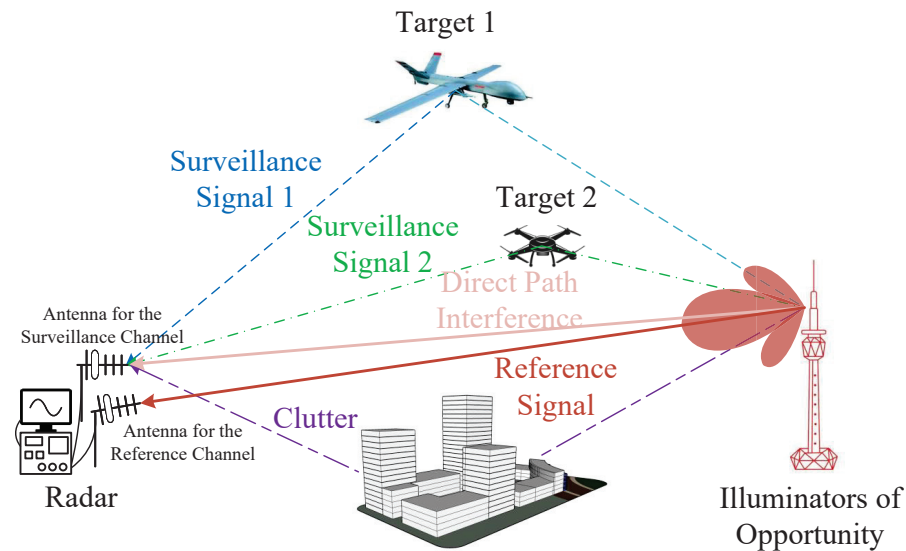 Target 1
Surveillance
Signal 1
Target 2
Surveillance
Signal 2
Direct Path
Interference
Antenna for the
Surveillance Channel
Reference
Signal
Clutter
Antenna for the
Reference Channel
Radar
Illuminators of
Opportunity